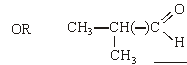 OR CH₃—CH(—)C
O
H
CH₃